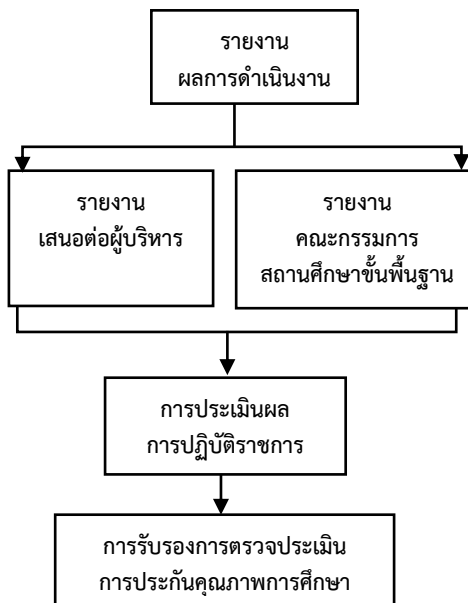 รายงาน
ผลการดำเนินงาน
รายงาน
เสนอต่อผู้บริหาร
รายงาน
คณะกรรมการ
สถานศึกษาขั้นพื้นฐาน
การประเมินผล
การปฏิบัติราชการ
การรับรองการตรวจประเมิน
การประกันคุณภาพการศึกษา